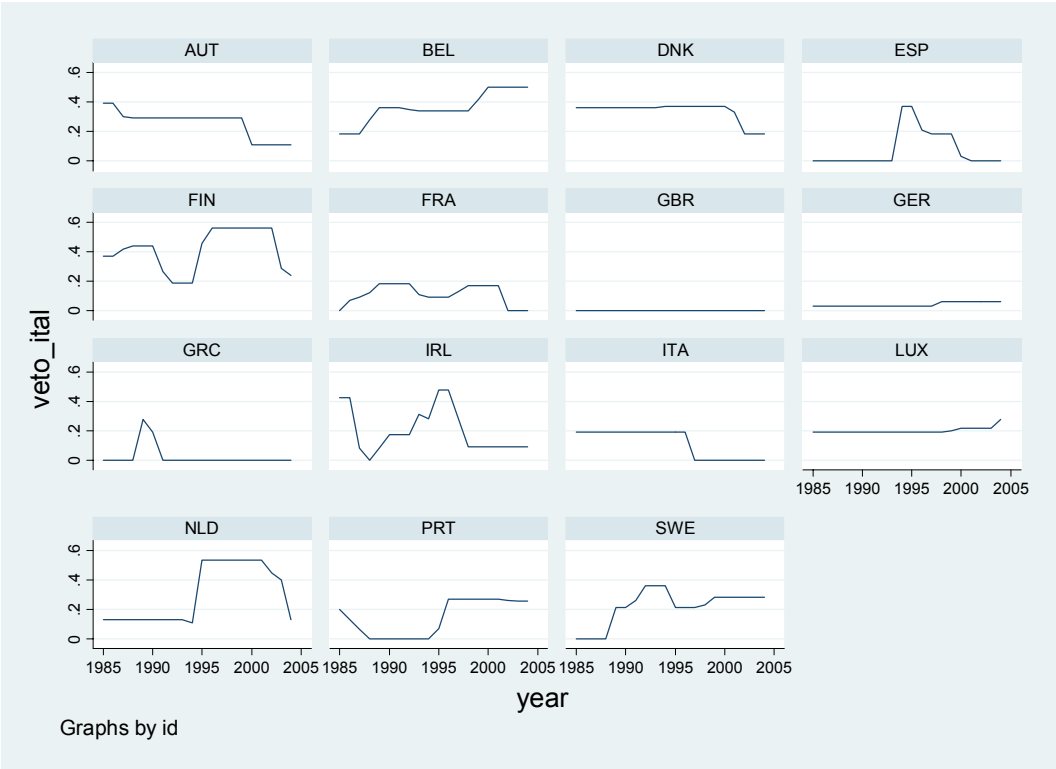 AUT BEL DNK ESP
0 .2 .4 .6
FIN FRA GBR GER
0 .2 .4 .6
GRC IRL ITA LUX
0 .2 .4 .6
1985 1990 1995 2000 2005
NLD PRT SWE
0 .2 .4 .6
1985 1990 1995 2000 2005 1985 1990 1995 2000 2005 1985 1990 1995 2000 2005
veto_ital
year
Graphs by id